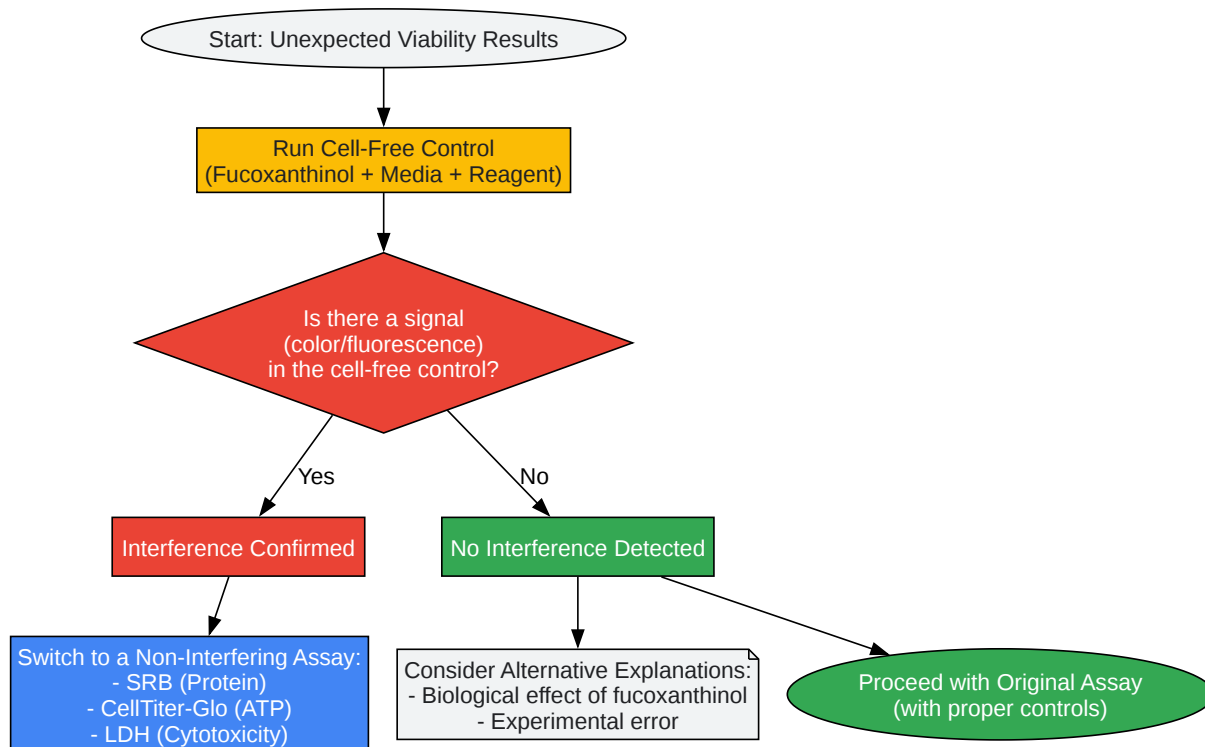 Start: Unexpected Viability Results
Run Cell-Free Control
(Fucoxanthinol + Media + Reagent)
Is there a signal
(color/fluorescence)
in the cell-free control?
Yes
No
Interference Confirmed
No Interference Detected
Switch to a Non-Interfering Assay:
- SRB (Protein)
- CellTiter-Glo (ATP)
- LDH (Cytotoxicity)
Consider Alternative Explanations:
- Biological effect of fucoxanthinol
- Experimental error
Proceed with Original Assay
(with proper controls)